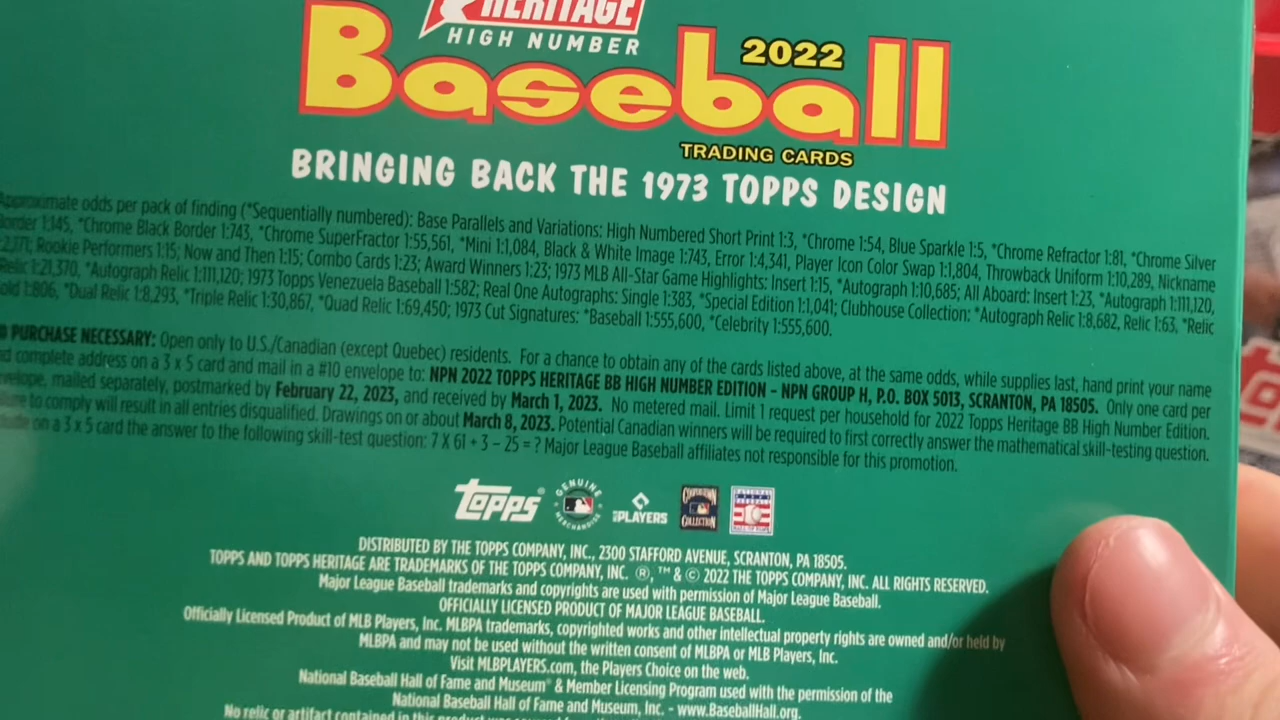 HERITAGE
HIGH NUMBER
2022
Baseball
TRADING CARDS
BRINGING BACK THE 1973 TOPPS DESIGN
Approximate odds per pack of finding (*Sequentially numbered): Base Parallels and Variations: High Numbered Short Print 1:3, *Chrome 1:54, Blue Sparkle 1:5, *Chrome Refractor 1:81, *Chrome Silver
Border 1:145, *Chrome Black Border 1:743, *Chrome SuperFractor 1:55,561, *Mini 1:1,084, Black & White Image 1:743, Error 1:4,341, Player Icon Color Swap 1:1,804, Throwback Uniform 1:10,289, Nickname
1:2,171; Rookie Performers 1:15; Now and Then 1:15; Combo Cards 1:23; Award Winners 1:23; 1973 MLB All-Star Game Highlights: Insert 1:15, *Autograph 1:10,685; All Aboard: Insert 1:23, *Autograph 1:111,120,
Relic 1:21,370, *Autograph Relic 1:111,120; 1973 Topps Venezuela Baseball 1:582; Real One Autographs: Single 1:383, *Special Edition 1:1,041; Clubhouse Collection: *Autograph Relic 1:8,682, Relic 1:63, *Relic
Gold 1:806, *Dual Relic 1:8,293, *Triple Relic 1:30,867, *Quad Relic 1:69,450; 1973 Cut Signatures: *Baseball 1:555,600, *Celebrity 1:555,600.
PURCHASE NECESSARY: Open only to U.S./Canadian (except Quebec) residents. For a chance to obtain any of the cards listed above, at the same odds, while supplies last, hand print your name
and complete address on a 3 x 5 card and mail in a #10 envelope to: NPN 2022 TOPPS HERITAGE BB HIGH NUMBER EDITION – NPN GROUP H, P.O. BOX 5013, SCRANTON, PA 18505. Only one card per
envelope, mailed separately, postmarked by February 22, 2023, and received by March 1, 2023. No metered mail. Limit 1 request per household for 2022 Topps Heritage BB High Number Edition.
to comply will result in all entries disqualified. Drawings on or about March 8, 2023. Potential Canadian winners will be required to first correctly answer the mathematical skill-testing question.
on a 3 x 5 card the answer to the following skill-test question: 7 X 61 + 3 – 25 = ? Major League Baseball affiliates not responsible for this promotion.
Topps® GENUINE MERCHANDISE MLB PLAYERS COOPERSTOWN COLLECTION NATIONAL BASEBALL HALL OF FAME
DISTRIBUTED BY THE TOPPS COMPANY, INC., 2300 STAFFORD AVENUE, SCRANTON, PA 18505.
TOPPS AND TOPPS HERITAGE ARE TRADEMARKS OF THE TOPPS COMPANY, INC. ®, ™ & © 2022 THE TOPPS COMPANY, INC. ALL RIGHTS RESERVED.
Major League Baseball trademarks and copyrights are used with permission of Major League Baseball.
OFFICIALLY LICENSED PRODUCT OF MAJOR LEAGUE BASEBALL.
Officially Licensed Product of MLB Players, Inc. MLBPA trademarks, copyrighted works and other intellectual property rights are owned and/or held by
MLBPA and may not be used without the written consent of MLBPA or MLB Players, Inc.
Visit MLBPLAYERS.com, the Players Choice on the web.
National Baseball Hall of Fame and Museum® & Member Licensing Program used with the permission of the
National Baseball Hall of Fame and Museum, Inc. - www.BaseballHall.org.
No relic or artifact contained in this product was